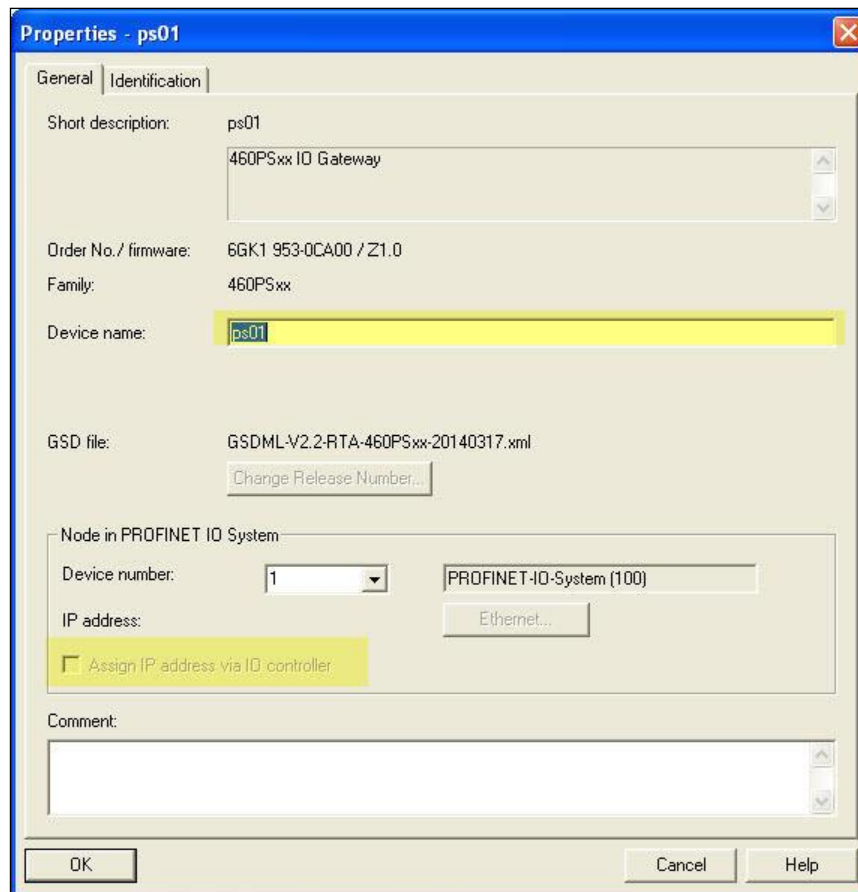 Properties - ps01
General Identification
Short description: ps01
460PSxx IO Gateway
Order No./ firmware: 6GK1 953-0CA00 / Z1.0
Family: 460PSxx
Device name: ps01
GSD file: GSDML-V2.2-RTA-460PSxx-20140317.xml
Change Release Number...
Node in PROFINET IO System
Device number: 1 PROFINET-IO-System (100)
IP address: Ethernet...
Assign IP address via IO controller
Comment:
OK Cancel Help